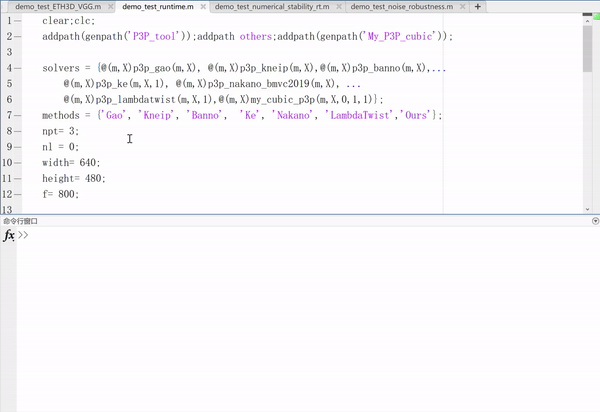 demo_test_ETH3D_VGG.m × demo_test_runtime.m × demo_test_numerical_stability_rt.m × demo_test_noise_robustness.m × +
1 clear;clc;
2 addpath(genpath('P3P_tool'));addpath others;addpath(genpath('My_P3P_cubic'));
3
4 solvers = {@(m,X)p3p_gao(m,X), @(m,X)p3p_kneip(m,X),@(m,X)p3p_banno(m,X),...
5 @(m,X)p3p_ke(m,X,1), @(m,X)p3p_nakano_bmvc2019(m,X), ...
6 @(m,X)p3p_lambdatwist(m,X,1),@(m,X)my_cubic_p3p(m,X,0,1,1)};
7 methods = {'Gao', 'Kneip', 'Banno', 'Ke', 'Nakano', 'LambdaTwist','Ours'};
8 npt= 3;
9 nl = 0;
10 width= 640;
11 height= 480;
12 f= 800;
13
命令行窗口
fx >>